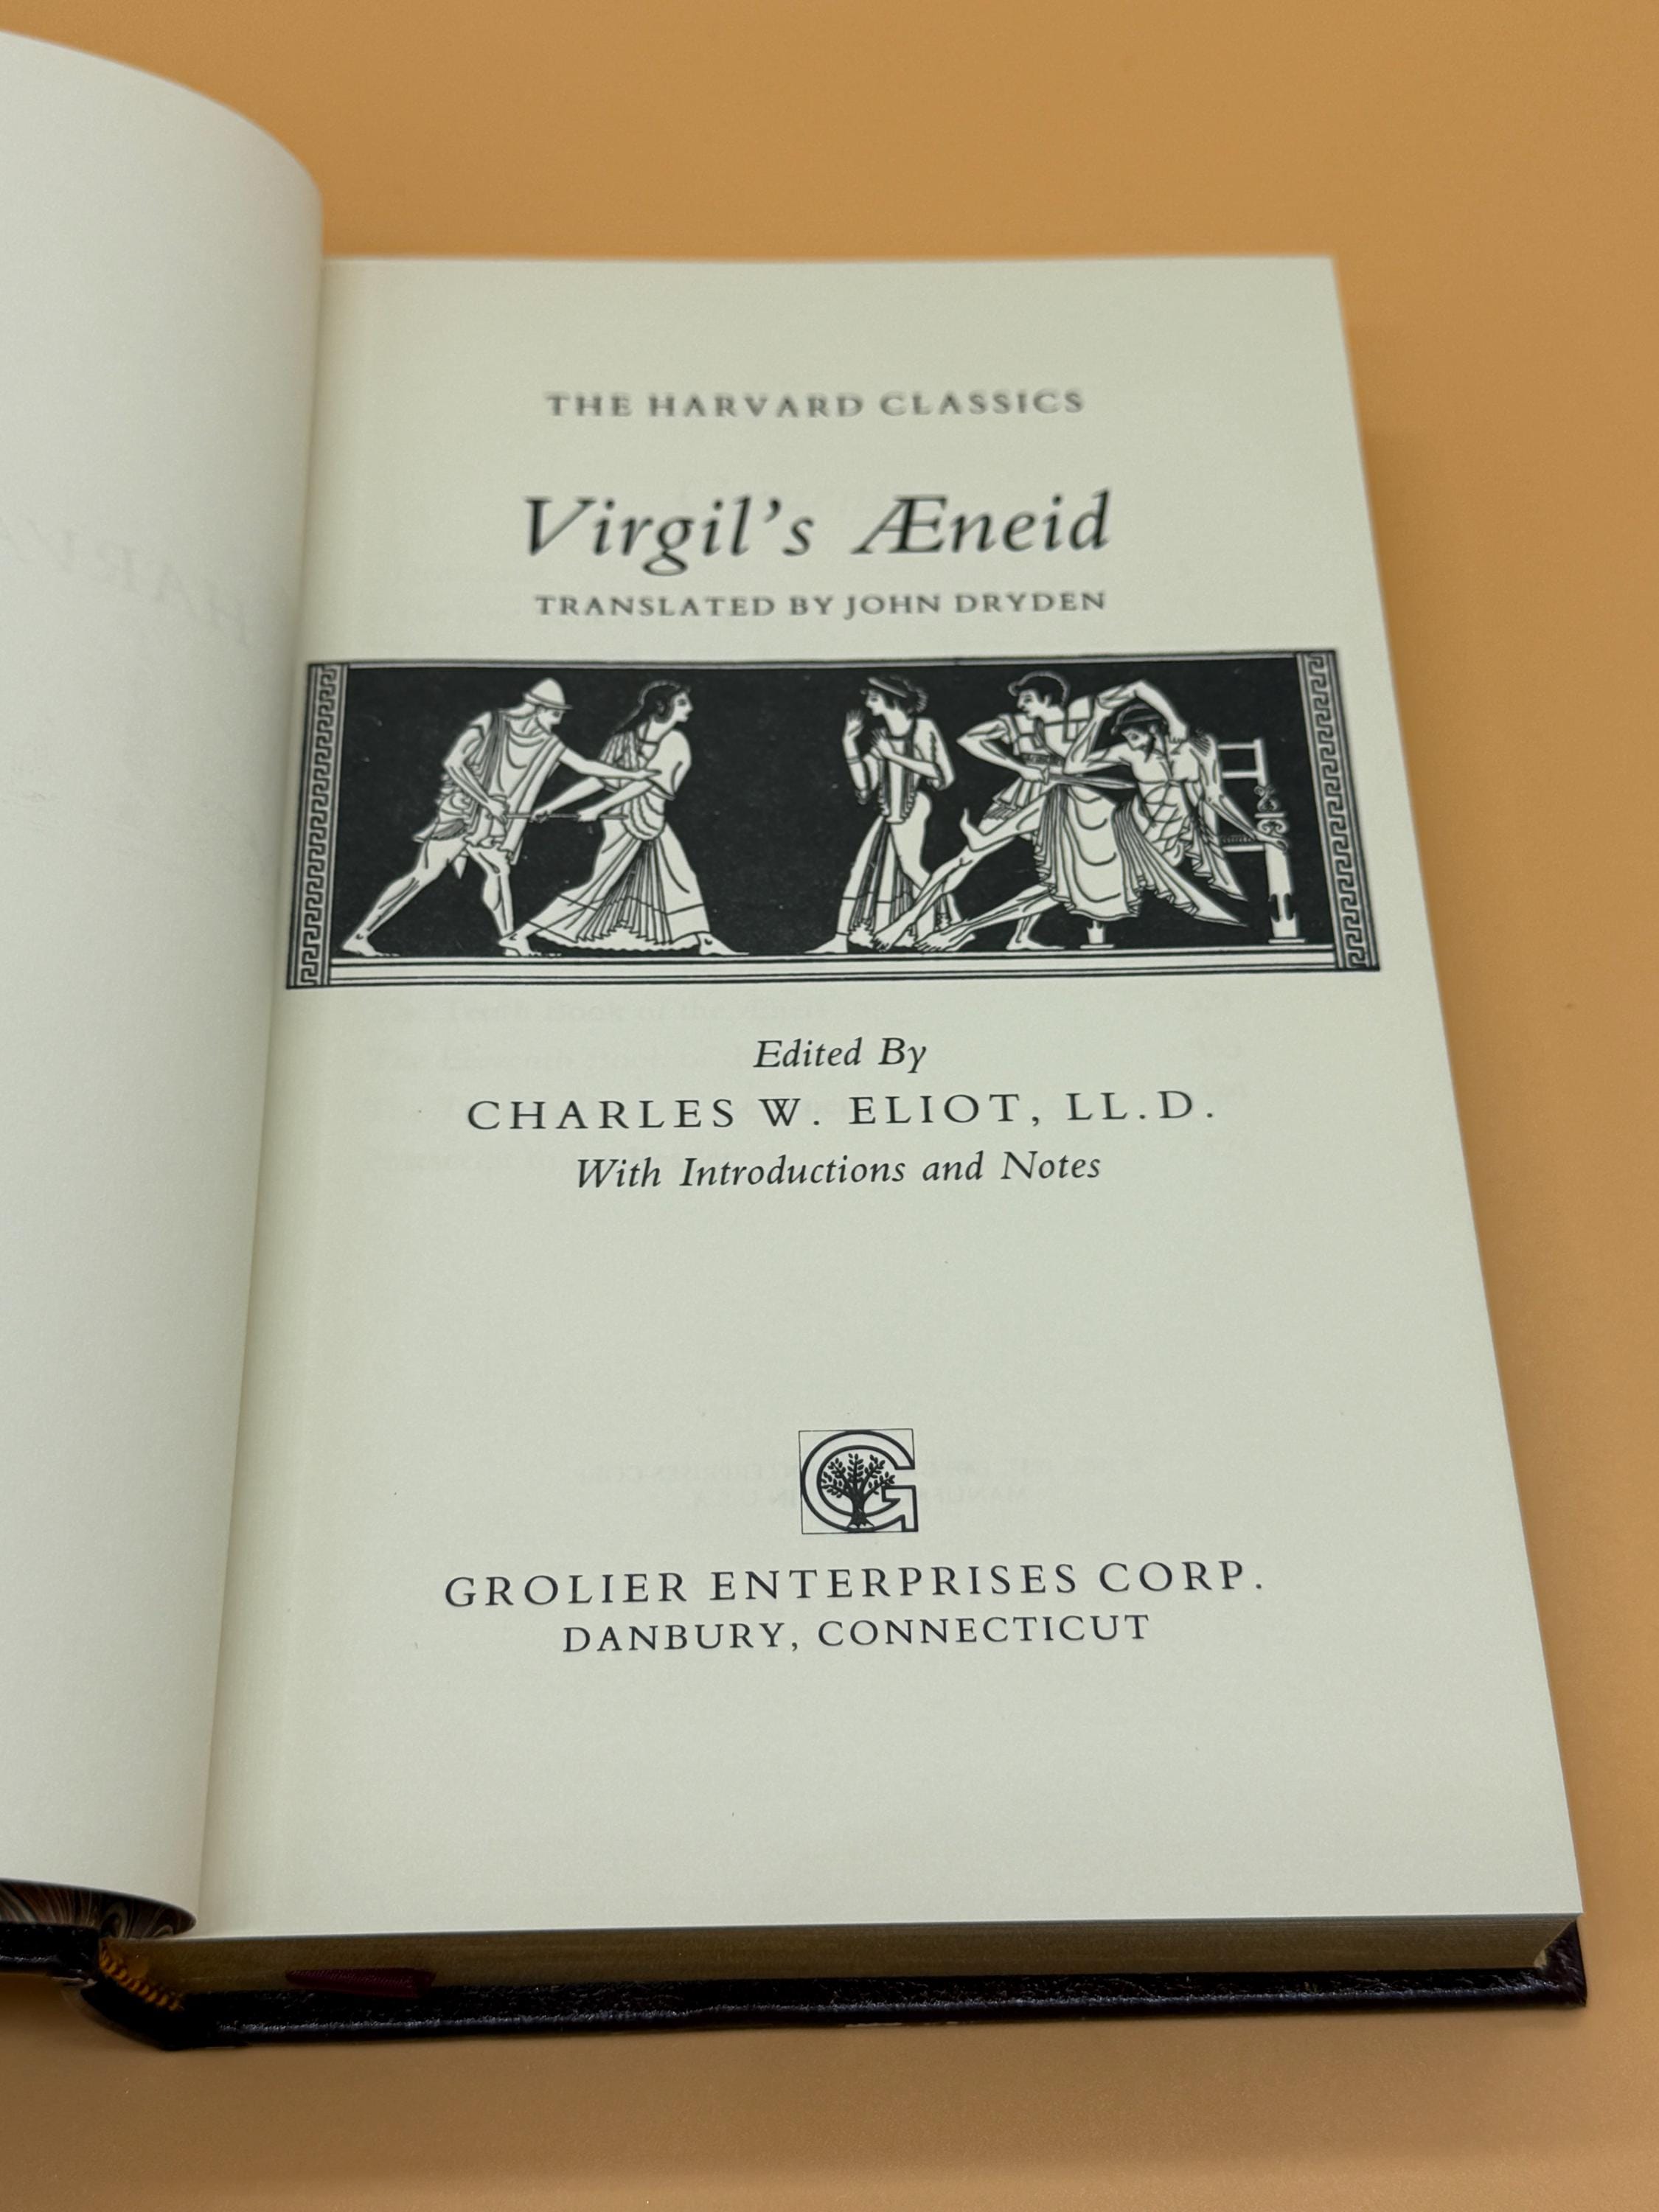 THE HARVARD CLASSICS
Virgil's Æneid
TRANSLATED BY JOHN DRYDEN
Edited By
CHARLES W. ELIOT, LL.D.
With Introductions and Notes
G
GROLIER ENTERPRISES CORP.
DANBURY, CONNECTICUT